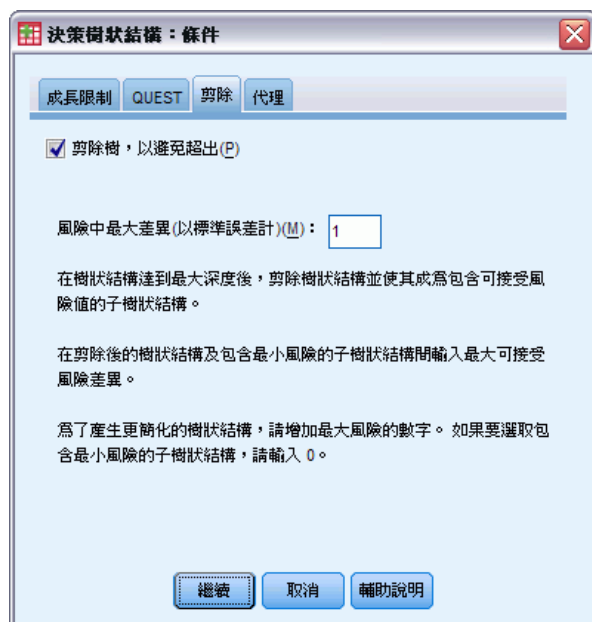 決策樹狀結構：條件
成長限制 QUEST 剪除 代理
剪除樹，以避免超出(P)
風險中最大差異(以標準誤差計)(M)： 1
在樹狀結構達到最大深度後，剪除樹狀結構並使其成為包含可接受風
險值的子樹狀結構。
在剪除後的樹狀結構及包含最小風險的子樹狀結構間輸入最大可接受
風險差異。
為了產生更簡化的樹狀結構，請增加最大風險的數字。 如果要選取包
含最小風險的子樹狀結構，請輸入 0。
繼續 取消 輔助說明